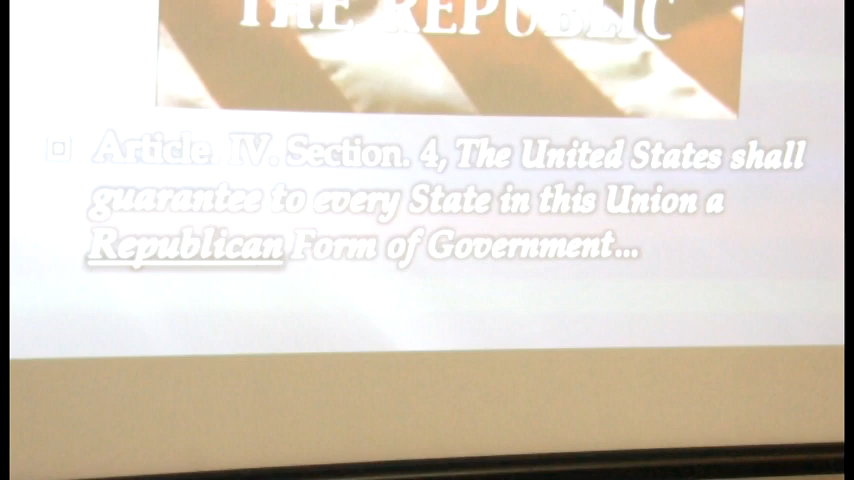 THE REPUBLIC
Article. IV. Section. 4, The United States shall
guarantee to every State in this Union a
Republican Form of Government...